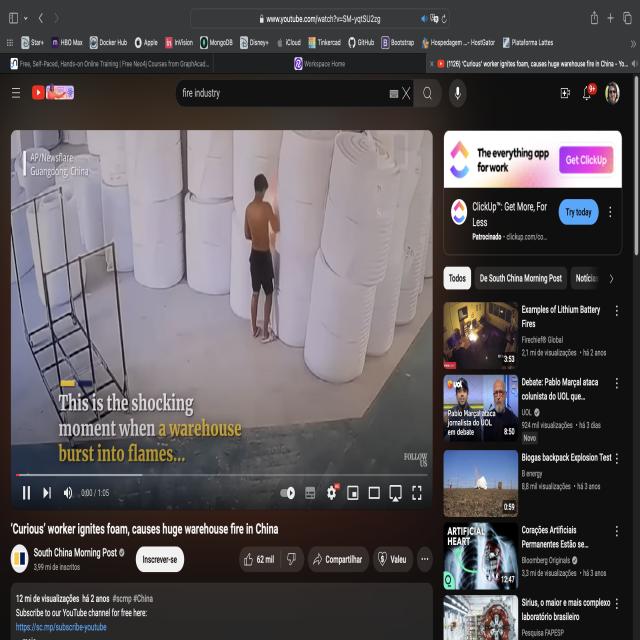 www.youtube.com/watch?v=SM-yqtSU2zg
Star+
HBO Max
Docker Hub
Apple
InVision
MongoDB
Disney+
iCloud
Tinkercad
GitHub
Bootstrap
Hospedagem ... - HostGator
Plataforma Lattes
Free, Self-Paced, Hands-on Online Training | Free Neo4j Courses from GraphAcad...
Workspace Home
(1126) 'Curious' worker ignites foam, causes huge warehouse fire in China - Yo...
fire industry
9+
AP/Newsflare
Guangdong, China
This is the shocking
moment when a warehouse
burst into flames...
FOLLOW
US
0:00 / 1:05
'Curious' worker ignites foam, causes huge warehouse fire in China
South China Morning Post
3,99 mi de inscritos
Inscrever-se
62 mil
Compartilhar
Valeu
12 mi de visualizações há 2 anos #scmp #China
Subscribe to our YouTube channel for free here:
https://sc.mp/subscribe-youtube
The everything app
for work
Get ClickUp
ClickUp™: Get More, For
Less
Patrocinado · clickup.com/co...
Try today
Todos
De South China Morning Post
Notícias
Examples of Lithium Battery
Fires
Firechief® Global
2,1 mi de visualizações • há 2 anos
3:53
Debate: Pablo Marçal ataca
colunista do UOL que...
UOL
924 mil visualizações • há 3 dias
Novo
uol
Pablo Marçal ataca
jornalista do UOL
em debate
8:50
Biogas backpack Explosion Test
B energy
8,8 mil visualizações • há 3 anos
0:59
Corações Artificiais
Permanentes Estão se...
Bloomberg Originals
3,3 mi de visualizações • há 3 anos
ARTIFICIAL
HEART
12:47
Sirius, o maior e mais complexo
laboratório brasileiro
Pesquisa FAPESP